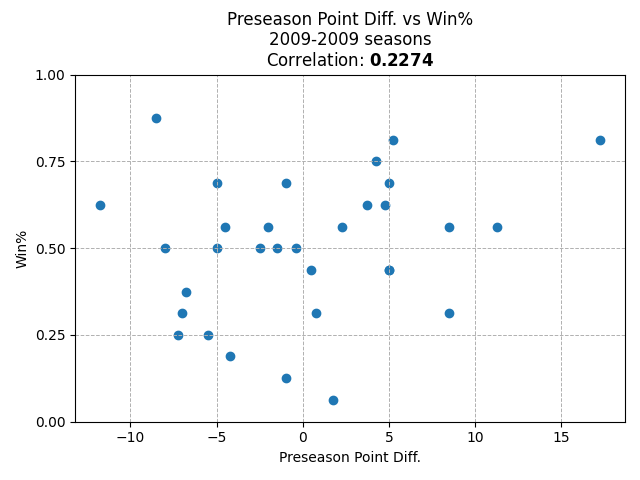 Preseason Point Diff. vs Win%
2009-2009 seasons
Correlation: 0.2274
1.00
0.75
0.50
0.25
0.00
Win%
−10
−5
0
5
10
15
Preseason Point Diff.